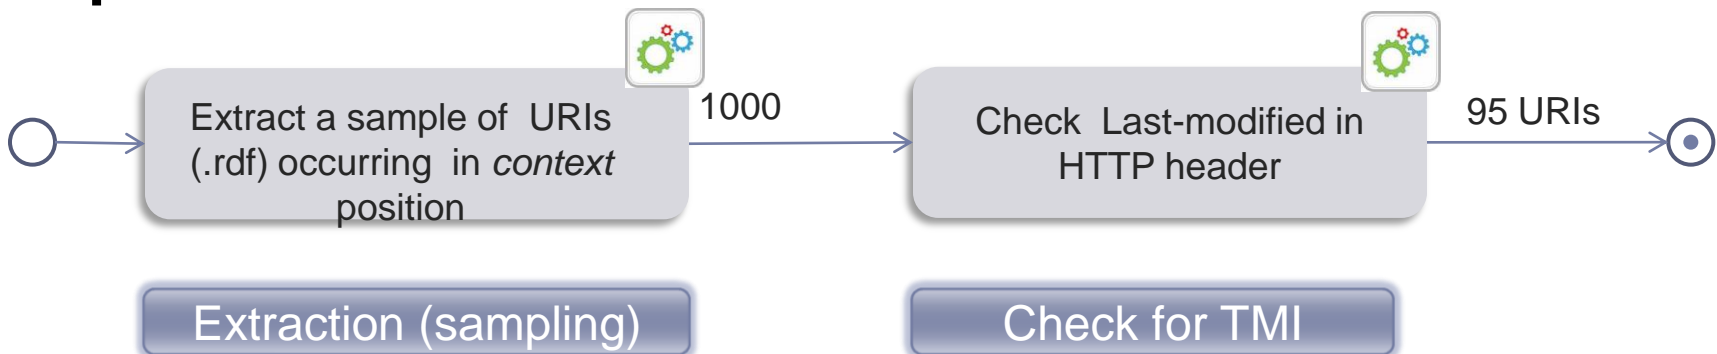 Extract a sample of URIs
(.rdf) occurring in context
position
1000
Check Last-modified in
HTTP header
95 URIs
Extraction (sampling)
Check for TMI